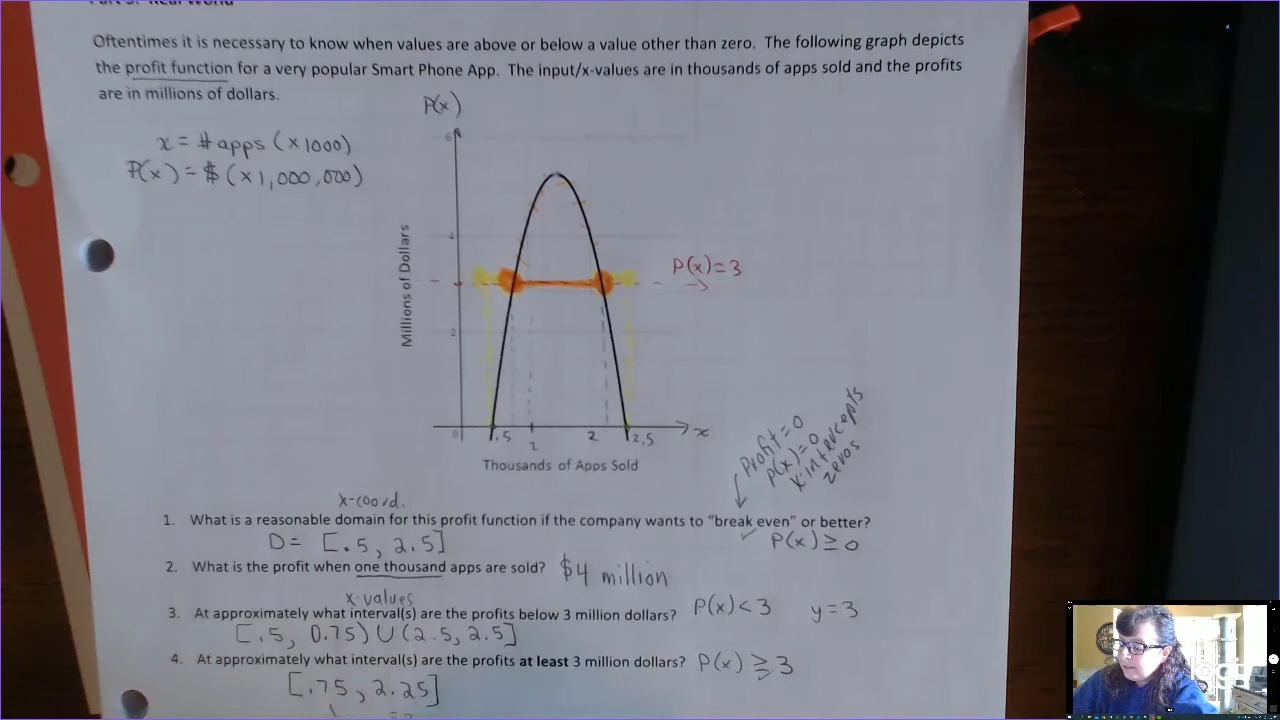 Part 3: Real World
Oftentimes it is necessary to know when values are above or below a value other than zero. The following graph depicts
the profit function for a very popular Smart Phone App. The input/x-values are in thousands of apps sold and the profits
are in millions of dollars.
P(x)
x = # apps (x 1000)
P(x) = $ (x 1,000,000)
6
4
P(x) = 3
Millions of Dollars
2
0 .5 1 2 2.5 x
Thousands of Apps Sold
Profit = 0
P(x) = 0
x-intercepts
zeros
x-coord.
1. What is a reasonable domain for this profit function if the company wants to “break even” or better?
D = [.5, 2.5] P(x) ≥ 0
2. What is the profit when one thousand apps are sold? $4 million
x-values
3. At approximately what interval(s) are the profits below 3 million dollars? P(x) < 3 y = 3
[.5, 0.75) U (2.5, 2.5]
4. At approximately what interval(s) are the profits at least 3 million dollars? P(x) ≥ 3
[.75, 2.25]